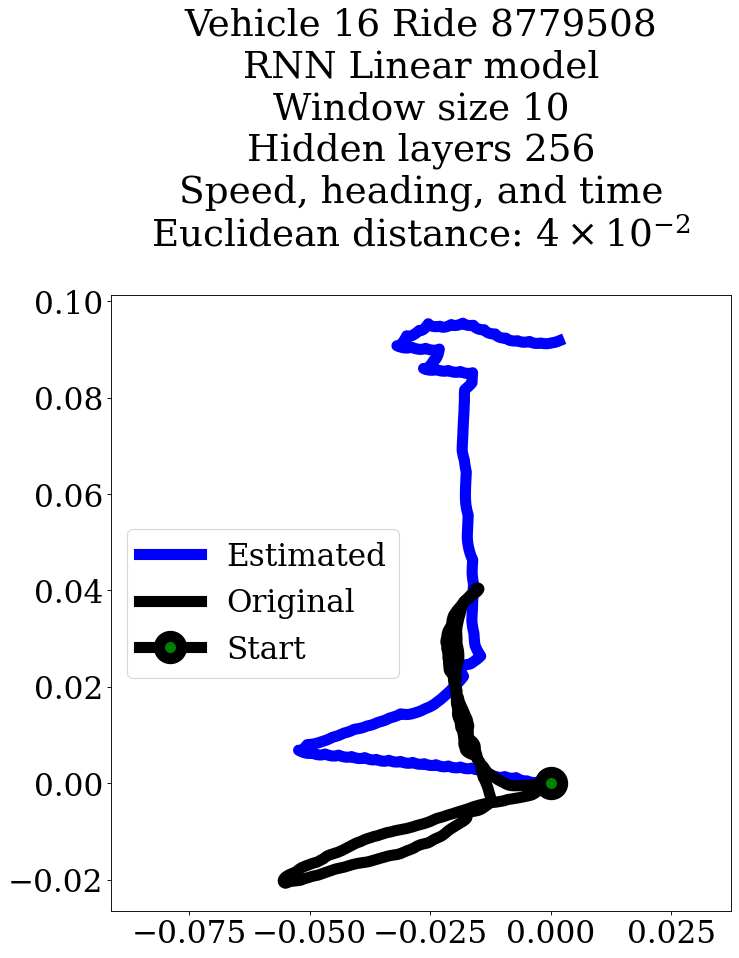 Vehicle 16 Ride 8779508
RNN Linear model
Window size 10
Hidden layers 256
Speed, heading, and time
Euclidean distance: 4 × 10⁻²
0.10
0.08
0.06
0.04
0.02
0.00
−0.02
Estimated
Original
Start
−0.075 −0.050 −0.025 0.000 0.025